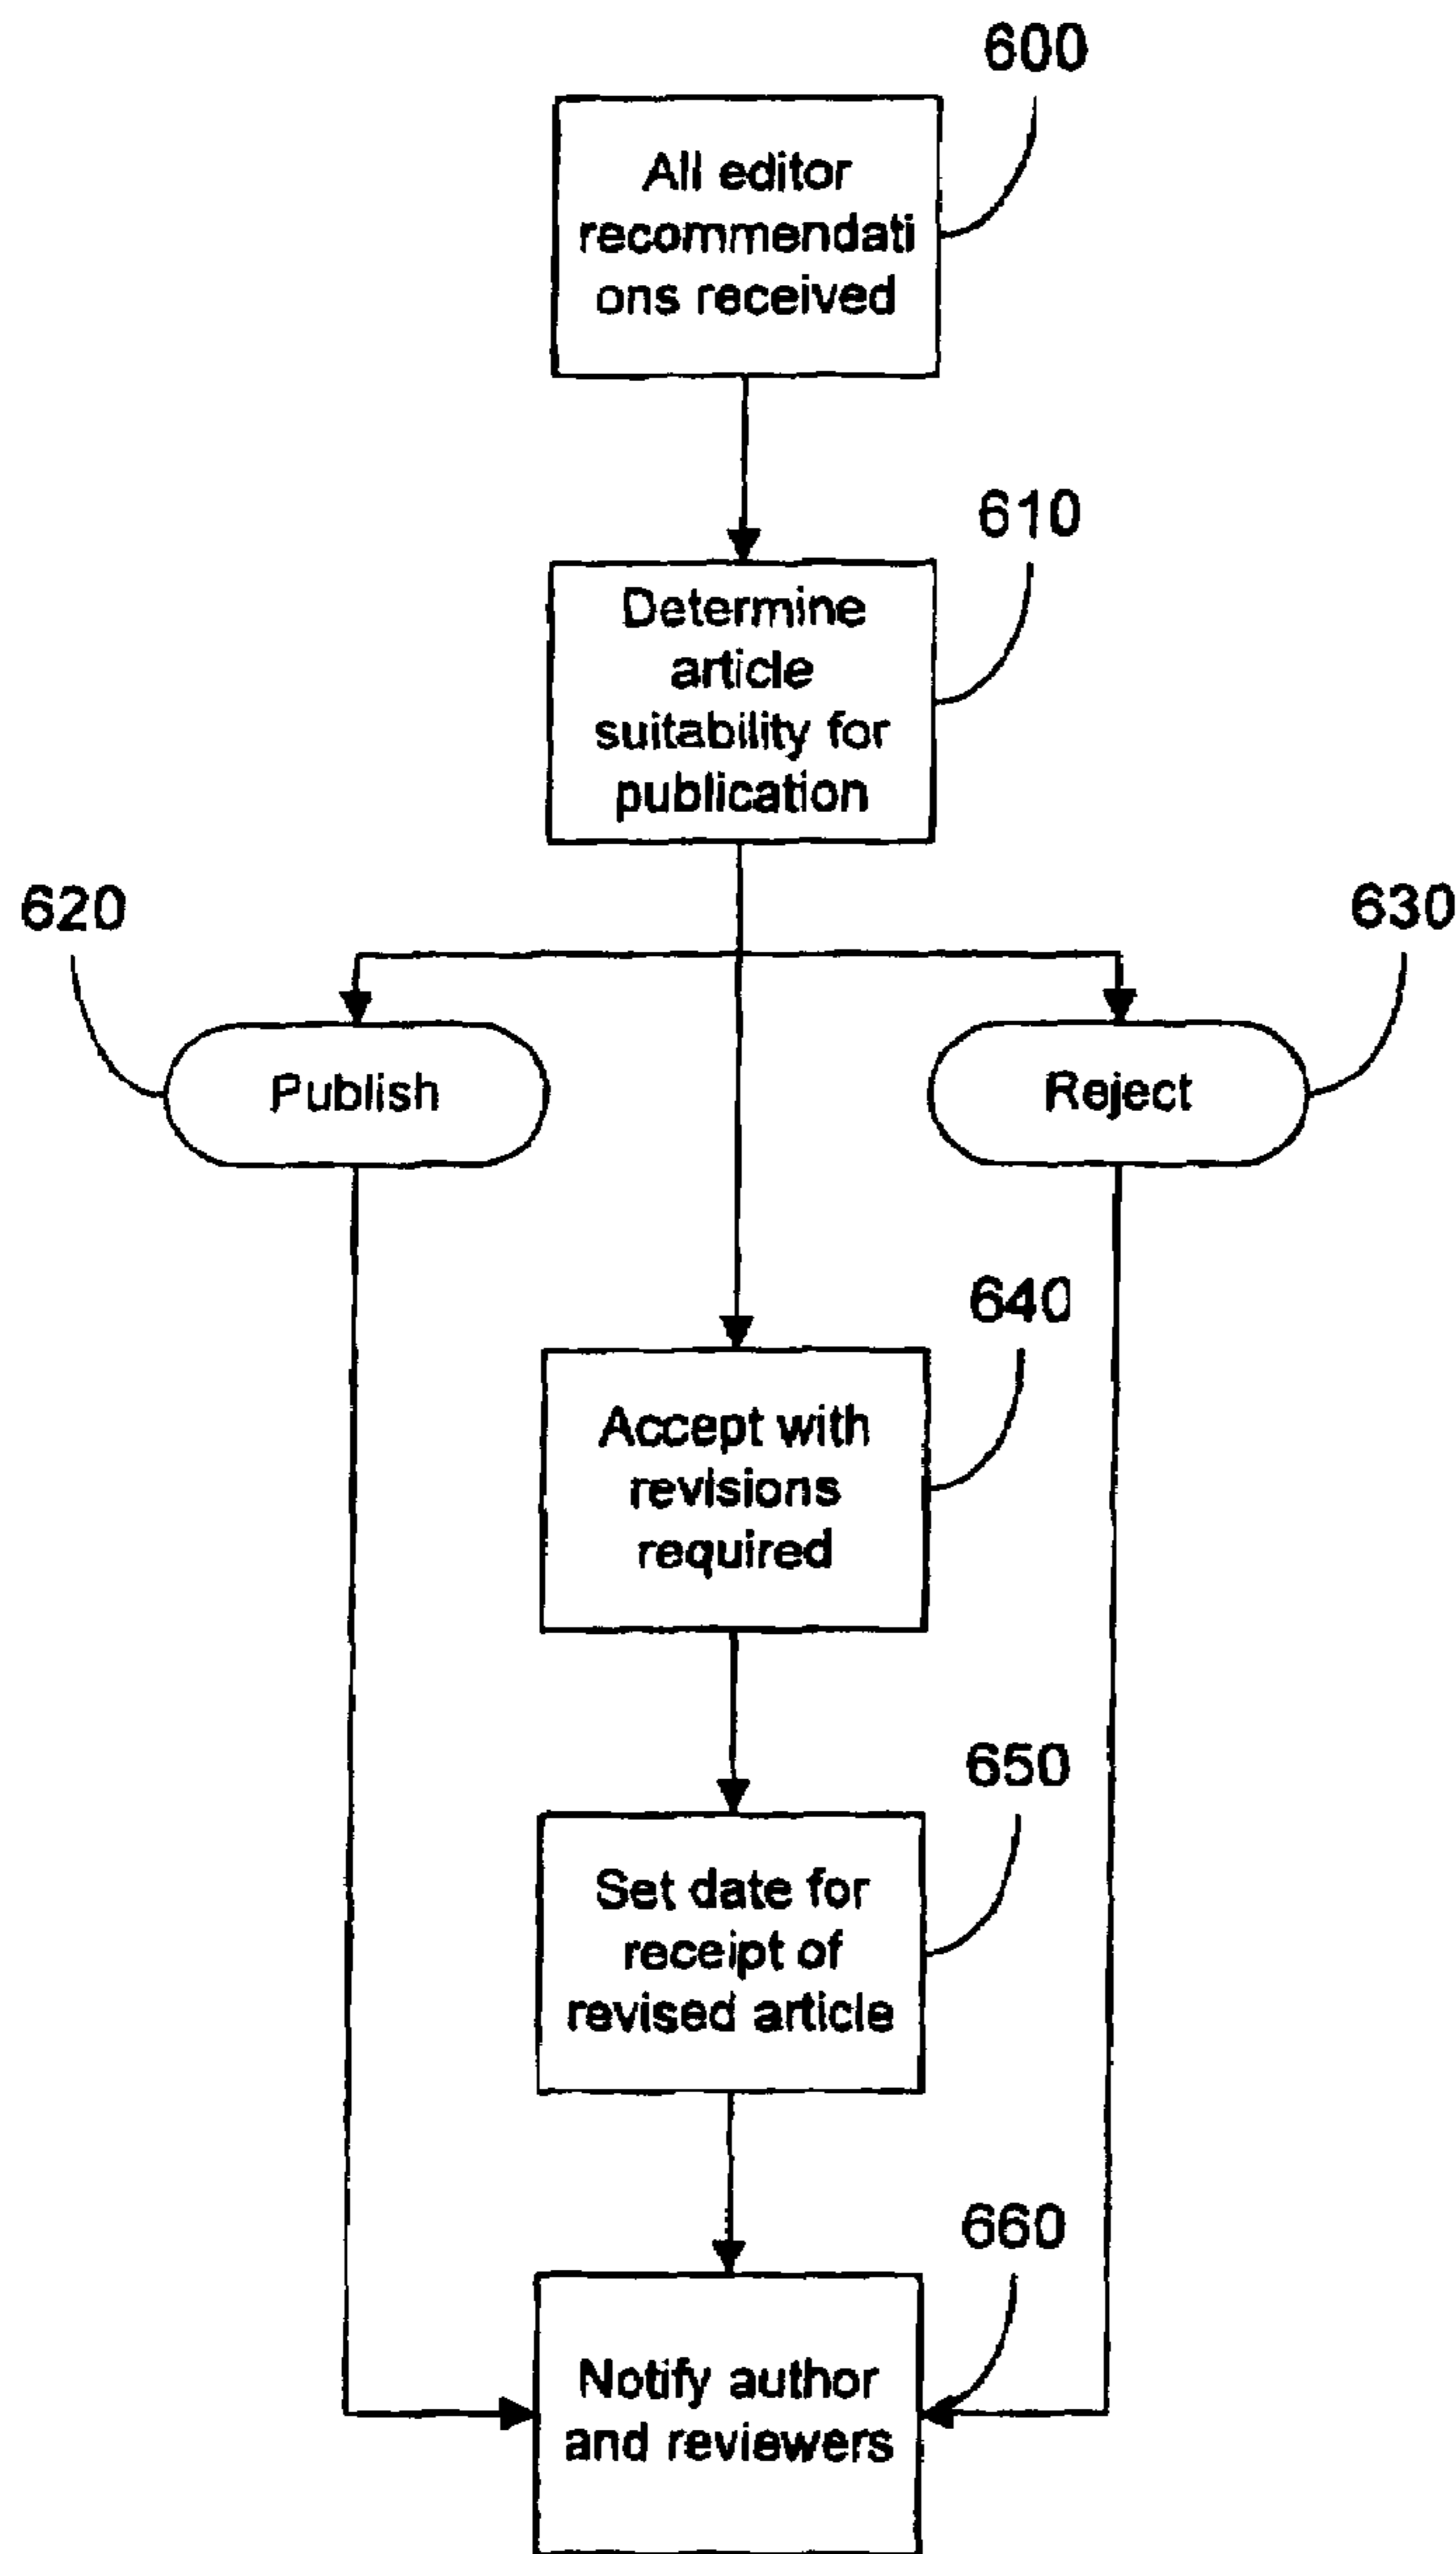 600
All editor
recommendati
ons received
610
Determine
article
suitability for
publication
620
630
Publish
Reject
640
Accept with
revisions
required
650
Set date for
receipt of
revised article
660
Notify author
and reviewers